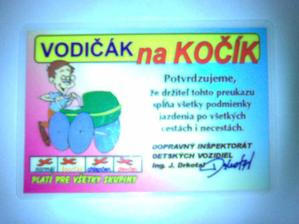 VODIČÁK na KOČÍK
Potvrdzujeme,
že držiteľ tohto preukazu
spĺňa všetky podmienky
jazdenia po všetkých
cestách i necestách.
DOPRAVNÝ INŠPEKTORÁT
DETSKÝCH VOZIDIEL
Ing. J. Drkotal
PLATÍ PRE VŠETKY SKUPINY